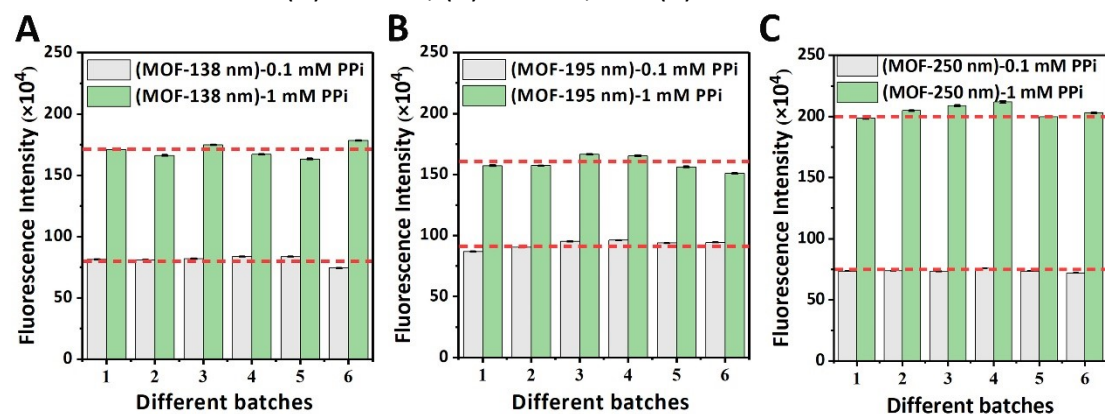 A
250
200
150
100
50
0
Fluorescence Intensity (×10⁴)
(MOF-138 nm)-0.1 mM PPi
(MOF-138 nm)-1 mM PPi
1 2 3 4 5 6
Different batches
B
250
200
150
100
50
0
Fluorescence Intensity (×10⁴)
(MOF-195 nm)-0.1 mM PPi
(MOF-195 nm)-1 mM PPi
1 2 3 4 5 6
Different batches
C
250
200
150
100
50
0
Fluorescence Intensity (×10⁴)
(MOF-250 nm)-0.1 mM PPi
(MOF-250 nm)-1 mM PPi
1 2 3 4 5 6
Different batches